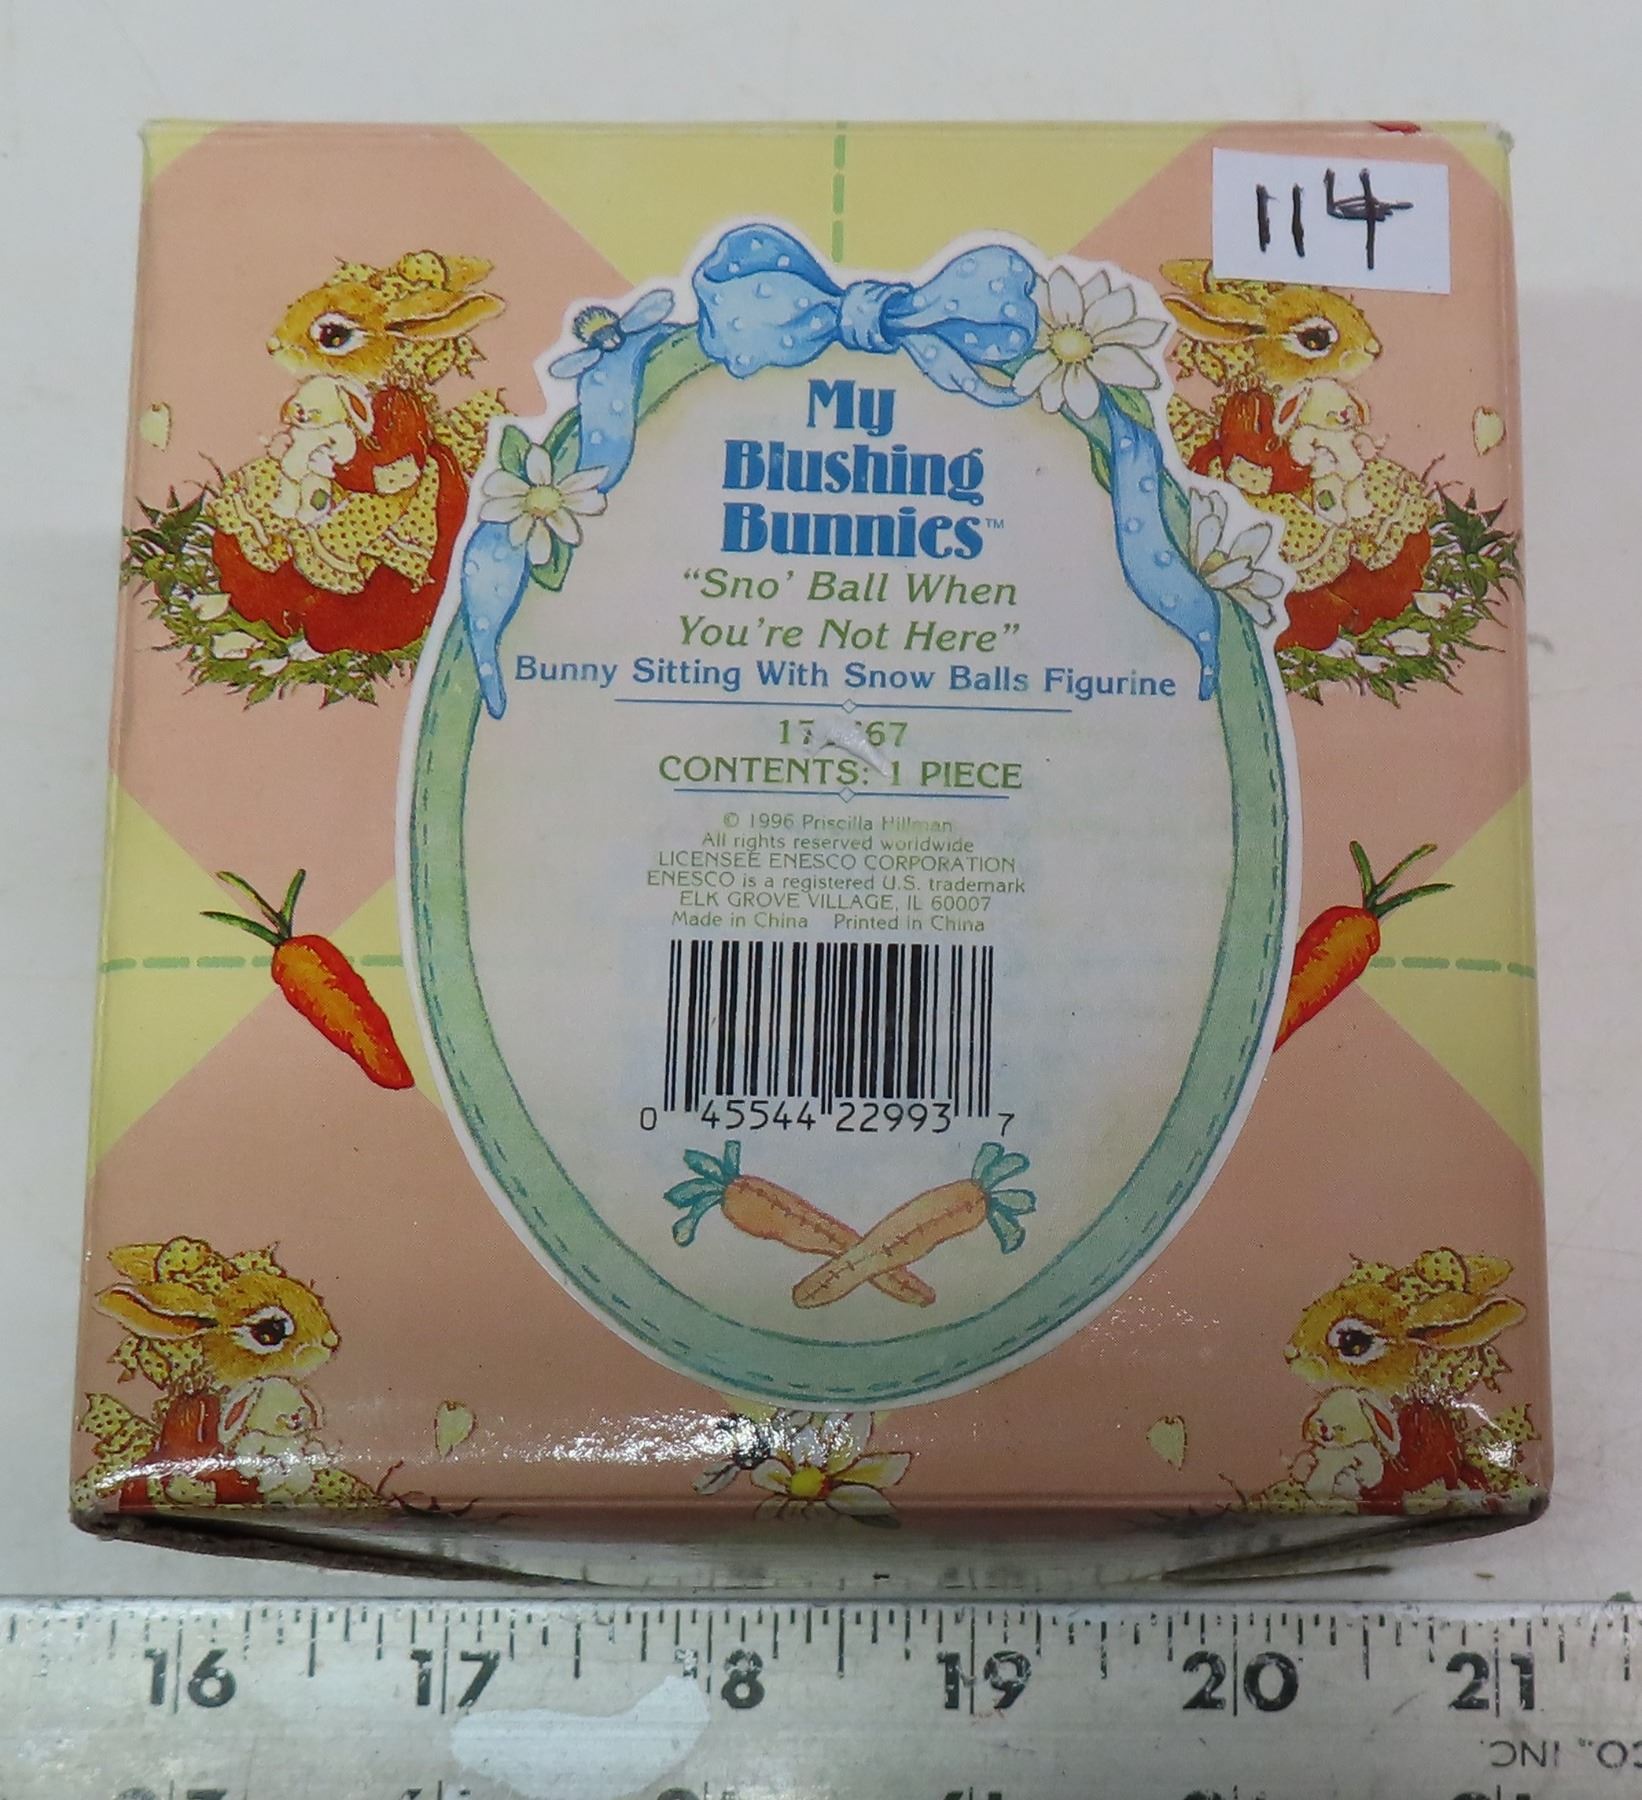 114
My
Blushing
Bunnies™
"Sno' Ball When
You're Not Here"
Bunny Sitting With Snow Balls Figurine
CONTENTS: 1 PIECE
© 1996 Priscilla Hillman
All rights reserved worldwide
LICENSEE ENESCO CORPORATION
ENESCO is a registered U.S. trademark
ELK GROVE VILLAGE, IL 60007
Made in China Printed in China
0 45544 22993 7
16 17 18 19 20 21
CO., INC.